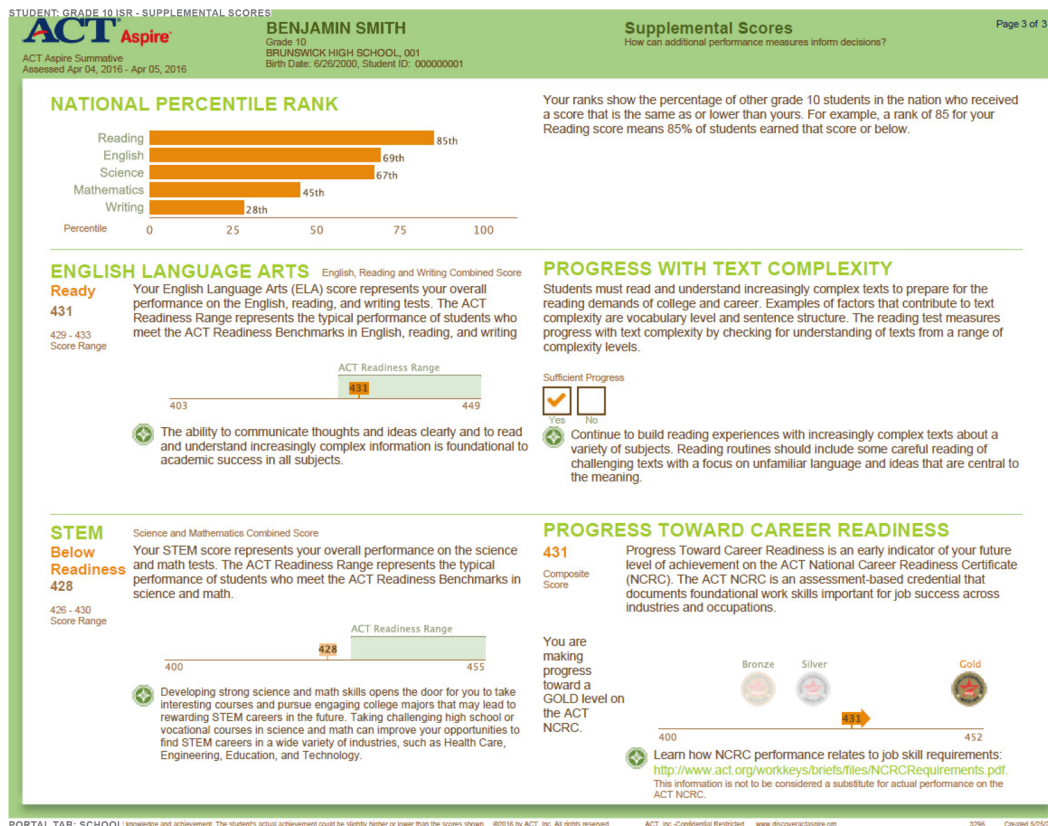 STUDENT: GRADE 10 ISR - SUPPLEMENTAL SCORES
ACT Aspire
ACT Aspire Summative
Assessed Apr 04, 2016 - Apr 05, 2016
BENJAMIN SMITH
Grade 10
BRUNSWICK HIGH SCHOOL, 001
Birth Date: 6/26/2000, Student ID: 000000001
Supplemental Scores
How can additional performance measures inform decisions?
Page 3 of 3
NATIONAL PERCENTILE RANK
Reading 85th
English 69th
Science 67th
Mathematics 45th
Writing 28th
Percentile 0 25 50 75 100
Your ranks show the percentage of other grade 10 students in the nation who received
a score that is the same as or lower than yours. For example, a rank of 85 for your
Reading score means 85% of students earned that score or below.
ENGLISH LANGUAGE ARTS English, Reading and Writing Combined Score
Ready
431
429 - 433
Score Range
Your English Language Arts (ELA) score represents your overall
performance on the English, reading, and writing tests. The ACT
Readiness Range represents the typical performance of students who
meet the ACT Readiness Benchmarks in English, reading, and writing
ACT Readiness Range
431
403 449
The ability to communicate thoughts and ideas clearly and to read
and understand increasingly complex information is foundational to
academic success in all subjects.
PROGRESS WITH TEXT COMPLEXITY
Students must read and understand increasingly complex texts to prepare for the
reading demands of college and career. Examples of factors that contribute to text
complexity are vocabulary level and sentence structure. The reading test measures
progress with text complexity by checking for understanding of texts from a range of
complexity levels.
Sufficient Progress
Yes No
Continue to build reading experiences with increasingly complex texts about a
variety of subjects. Reading routines should include some careful reading of
challenging texts with a focus on unfamiliar language and ideas that are central to
the meaning.
STEM Science and Mathematics Combined Score
Below
Readiness
428
426 - 430
Score Range
Your STEM score represents your overall performance on the science
and math tests. The ACT Readiness Range represents the typical
performance of students who meet the ACT Readiness Benchmarks in
science and math.
ACT Readiness Range
428
400 455
Developing strong science and math skills opens the door for you to take
interesting courses and pursue engaging college majors that may lead to
rewarding STEM careers in the future. Taking challenging high school or
vocational courses in science and math can improve your opportunities to
find STEM careers in a wide variety of industries, such as Health Care,
Engineering, Education, and Technology.
PROGRESS TOWARD CAREER READINESS
431
Composite
Score
Progress Toward Career Readiness is an early indicator of your future
level of achievement on the ACT National Career Readiness Certificate
(NCRC). The ACT NCRC is an assessment-based credential that
documents foundational work skills important for job success across
industries and occupations.
You are
making
progress
toward a
GOLD level on
the ACT
NCRC.
Bronze Silver Gold
431
400 452
Learn how NCRC performance relates to job skill requirements:
http://www.act.org/workkeys/briefs/files/NCRCRequirements.pdf.
This information is not to be considered a substitute for actual performance on the
ACT NCRC.
PORTAL TAB: SCHOOL knowledge and achievement. The student's actual achievement could be slightly higher or lower than the scores shown. ©2016 by ACT, Inc. All rights reserved. ACT, Inc.-Confidential Restricted www.discoveractaspire.org 3296 Created 5/25/2